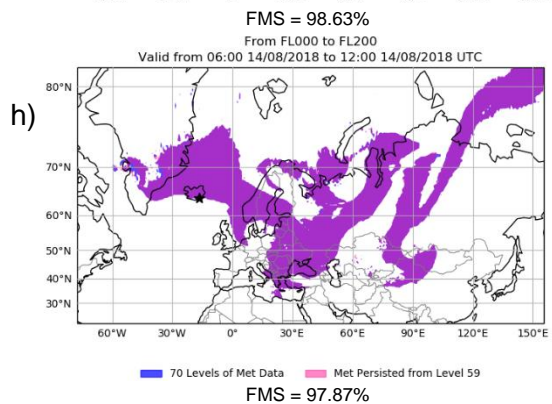 FMS = 98.63%
From FL000 to FL200
Valid from 06:00 14/08/2018 to 12:00 14/08/2018 UTC
h)
80°N
70°N
60°N
50°N
40°N
30°N
60°W 30°W 0° 30°E 60°E 90°E 120°E 150°E
70 Levels of Met Data Met Persisted from Level 59
FMS = 97.87%